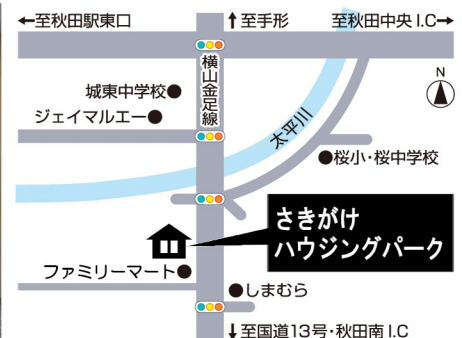 ←至秋田駅東口
↑至手形
至秋田中央 I.C→
横山金足線
城東中学校●
ジェイマルエー●
太平川
N
●桜小・桜中学校
さきがけ
ハウジングパーク
ファミリーマート●
●しまむら
↓至国道13号・秋田南 I.C